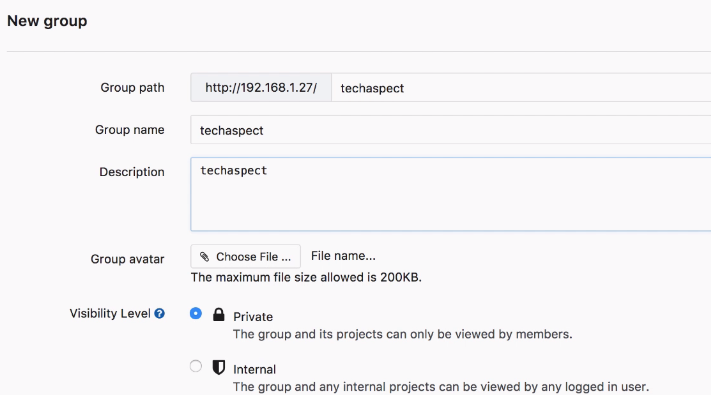 New group
Group path http://192.168.1.27/ techaspect
Group name techaspect
Description techaspect
Group avatar Choose File ... File name...
The maximum file size allowed is 200KB.
Visibility Level ? Private
The group and its projects can only be viewed by members.
Internal
The group and any internal projects can be viewed by any logged in user.